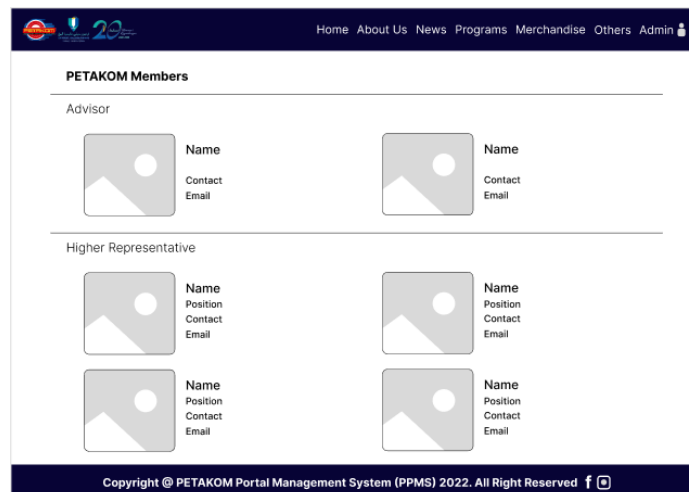 PETAKOM
20
Home About Us News Programs Merchandise Others Admin
PETAKOM Members
Advisor
Name
Contact
Email
Name
Contact
Email
Higher Representative
Name
Position
Contact
Email
Name
Position
Contact
Email
Name
Position
Contact
Email
Name
Position
Contact
Email
Copyright @ PETAKOM Portal Management System (PPMS) 2022. All Right Reserved